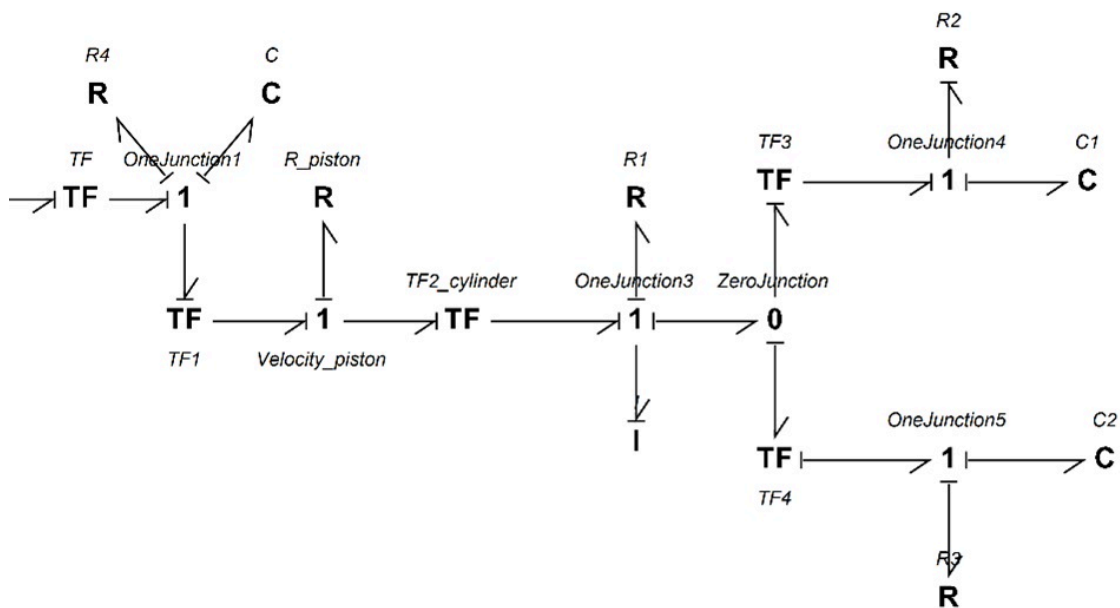 R2
R
R4
R
C
C
TF
OneJunction1
R_piston
R1
TF3
OneJunction4
C1
TF
1
R
R
TF
1
C
TF2_cylinder
OneJunction3
ZeroJunction
TF
1
TF
1
0
TF1
Velocity_piston
I
OneJunction5
C2
TF
1
C
TF4
R3
R